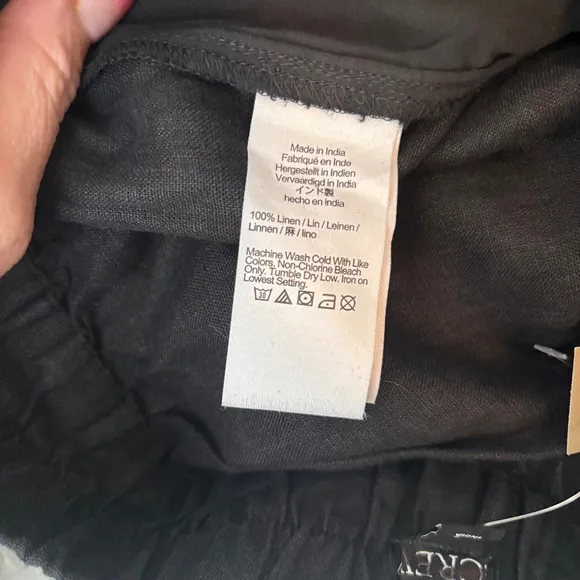 Made in India
Fabriqué en Inde
Hergestellt in Indien
Vervaardigd in India
インド製
hecho en india
100% Linen / Lin / Leinen /
Linnen / 麻 / lino
Machine Wash Cold With Like
Colors. Non-Chlorine Bleach
Only. Tumble Dry Low. Iron on
Lowest Setting.
30
CREW